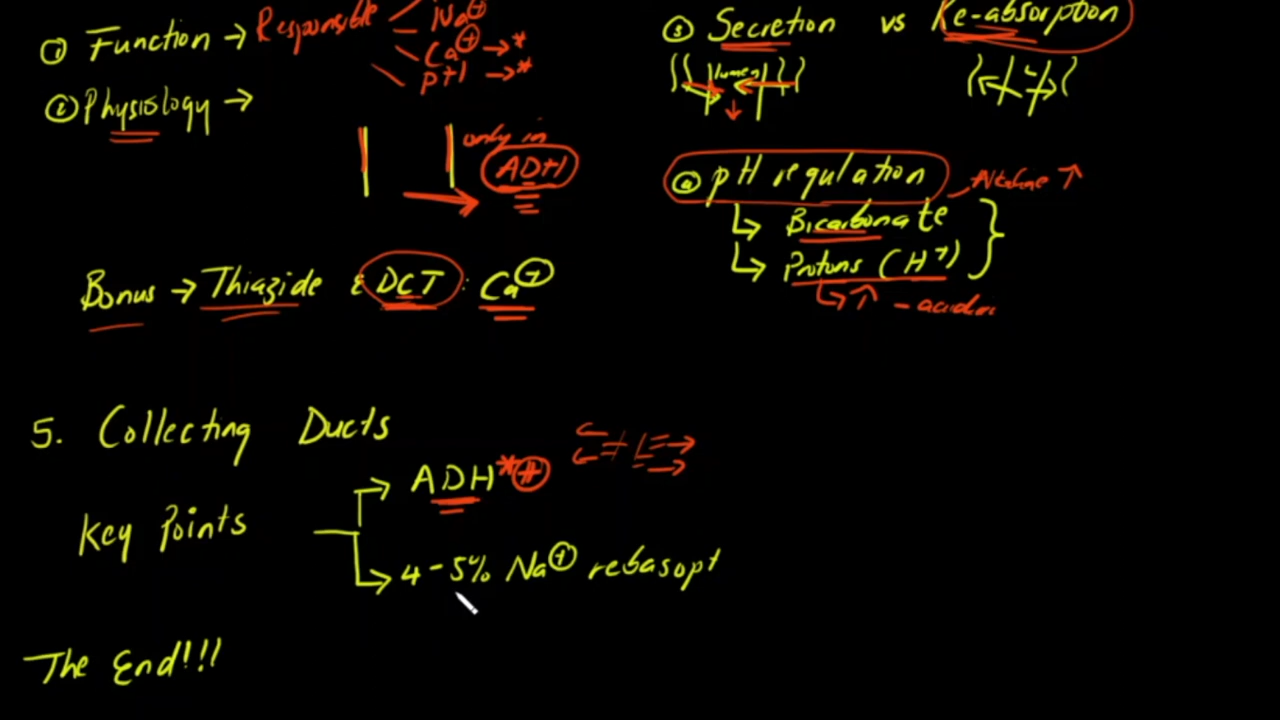 ① Function → Responsible
Na⊕
Ca⊕ → *
pH → *
② Physiology →
only in
ADH
Bonus → Thiazide & DCT : Ca⊕
③ Secretion vs Re-absorption
lumen
④ pH regulation
Alkaline ↑
↳ Bicarbonate
↳ Protons (H⁺)
↳ ↑ -
5. Collecting Ducts
Key Points
→ ADH*⊕
→ 4-5% Na⊕ rebasopt
The End!!!